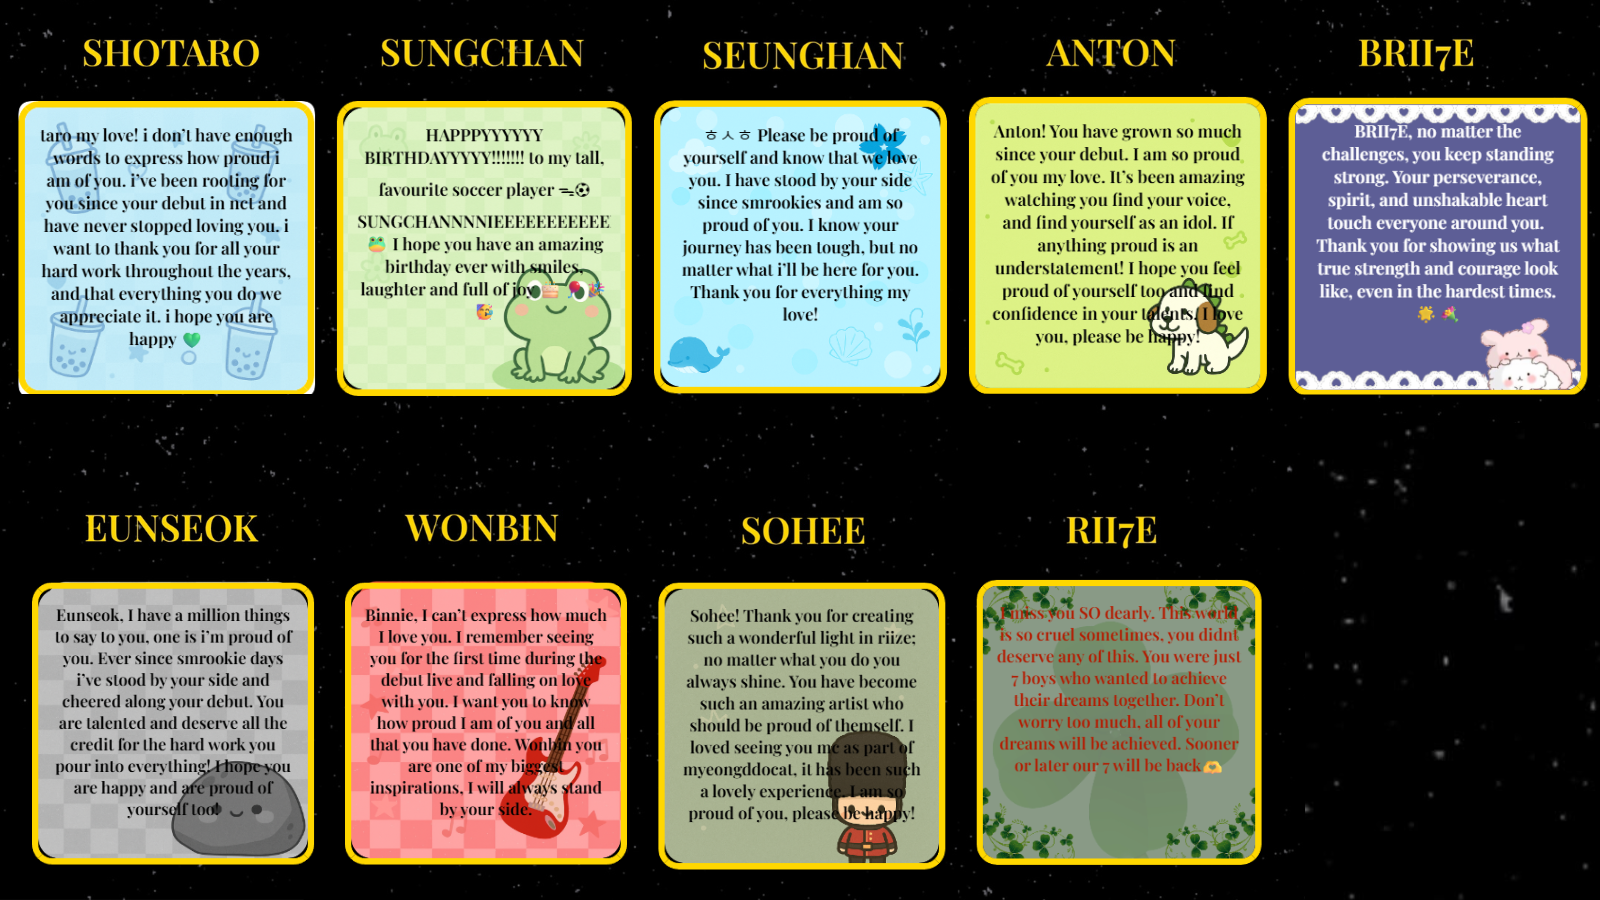 SHOTARO
taro my love! i don't have enough
words to express how proud i
am of you. i've been rooting for
you since your debut in nct and
have never stopped loving you. i
want to thank you for all your
hard work throughout the years,
and that everything you do we
appreciate it. i hope you are
happy 💚
SUNGCHAN
HAPPPYYYYYY
BIRTHDAYYYYY!!!!!!! to my tall,
favourite soccer player ᯓ⚽
SUNGCHANNNIEEEEEEEEEEE
🐸 I hope you have an amazing
birthday ever with smiles,
laughter and full of joy 🍰 🎈🎉
🥳
SEUNGHAN
ㅎㅅㅎ Please be proud of
yourself and know that we love
you. I have stood by your side
since smrookies and am so
proud of you. I know your
journey has been tough, but no
matter what i'll be here for you.
Thank you for everything my
love!
ANTON
Anton! You have grown so much
since your debut. I am so proud
of you my love. It's been amazing
watching you find your voice,
and find yourself as an idol. If
anything proud is an
understatement! I hope you feel
proud of yourself too and find
confidence in your talents. I love
you, please be happy!
BRII7E
BRII7E, no matter the
challenges, you keep standing
strong. Your perseverance,
spirit, and unshakable heart
touch everyone around you.
Thank you for showing us what
true strength and courage look
like, even in the hardest times.
🌟 💐
EUNSEOK
Eunseok, I have a million things
to say to you, one is i'm proud of
you. Ever since smrookie days
i've stood by your side and
cheered along your debut. You
are talented and deserve all the
credit for the hard work you
pour into everything! I hope you
are happy and are proud of
yourself too!
WONBIN
Binnie, I can't express how much
I love you. I remember seeing
you for the first time during the
debut live and falling on love
with you. I want you to know
how proud I am of you and all
that you have done. Wonbin you
are one of my biggest
inspirations, I will always stand
by your side.
SOHEE
Sohee! Thank you for creating
such a wonderful light in riize;
no matter what you do you
always shine. You have become
such an amazing artist who
should be proud of themself. I
loved seeing you mc as part of
myeongddocat, it has been such
a lovely experience. I am so
proud of you, please be happy!
RII7E
I miss you SO dearly. This world
is so cruel sometimes, you didnt
deserve any of this. You were just
7 boys who wanted to achieve
their dreams together. Don't
worry too much, all of your
dreams will be achieved. Sooner
or later our 7 will be back🫶